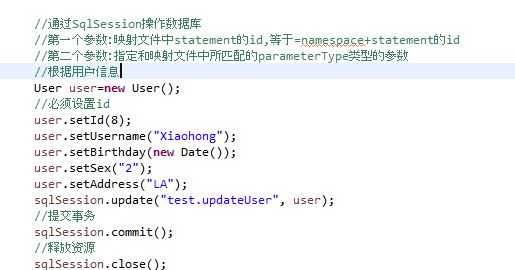 //通过SqlSession操作数据库
//第一个参数:映射文件中statement的id,等于=namespace+statement的id
//第二个参数:指定和映射文件中所匹配的parameterType类型的参数
//根据用户信息
User user=new User();
//必须设置id
user.setId(8);
user.setUsername("Xiaohong");
user.setBirthday(new Date());
user.setSex("2");
user.setAddress("LA");
sqlSession.update("test.updateUser", user);
//提交事务
sqlSession.commit();
//释放资源
sqlSession.close();